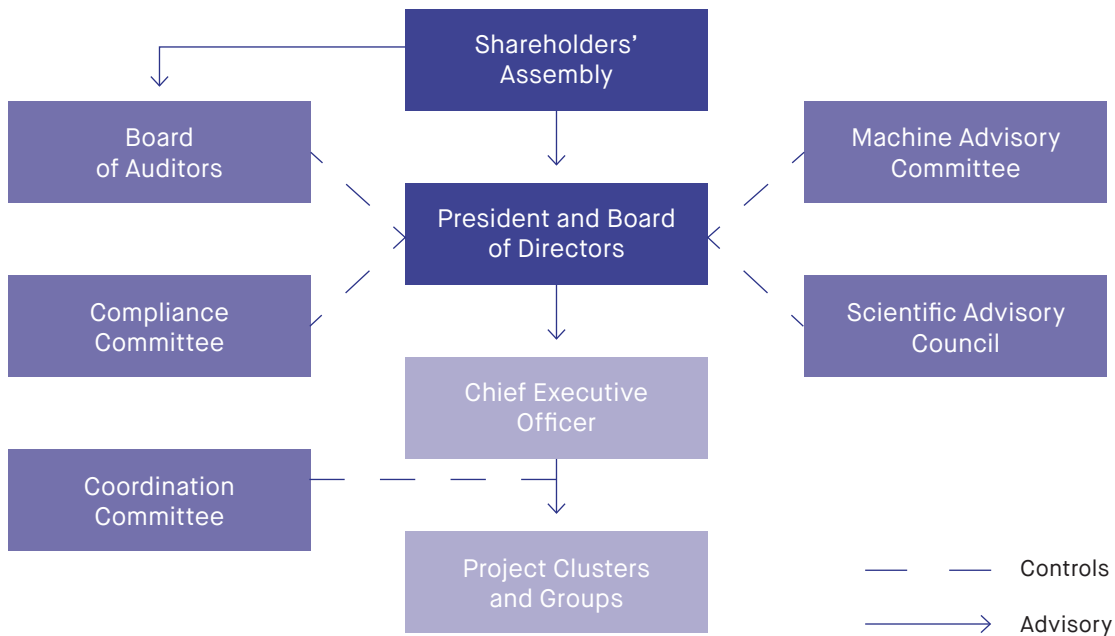 Shareholders’
Assembly
Board
of Auditors
Machine Advisory
Committee
President and Board
of Directors
Compliance
Committee
Scientific Advisory
Council
Chief Executive
Officer
Coordination
Committee
Project Clusters
and Groups
Controls
Advisory